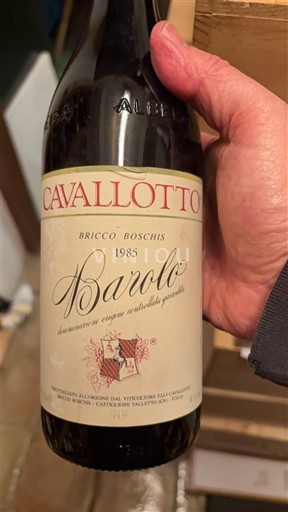 ALBE
CAVALLOTTO
BRICCO BOSCHIS
1985
VINIOU
Barolo
denominazione origine controllata garantita
IMBOTTIGLIATO ALL'ORIGINE DAL VITICULTORE F.LLI CAVALLOTTO
BRICCO BOSCHIS - CASTIGLIONE FALLETTO (CN) - ITALIA